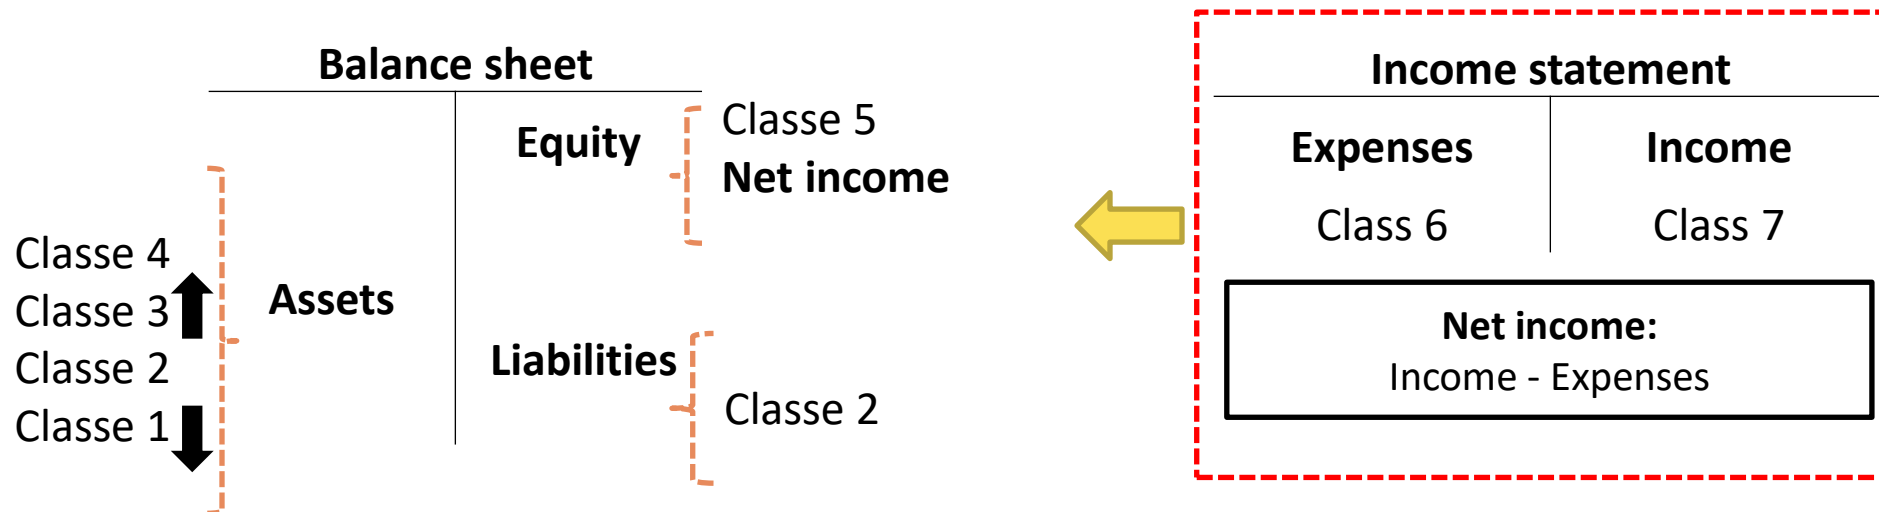 Balance sheet
Equity
Classe 5
Net income
Classe 4
Classe 3
Classe 2
Classe 1
Assets
Liabilities
Classe 2
Income statement
Expenses
Income
Class 6
Class 7
Net income:
Income - Expenses